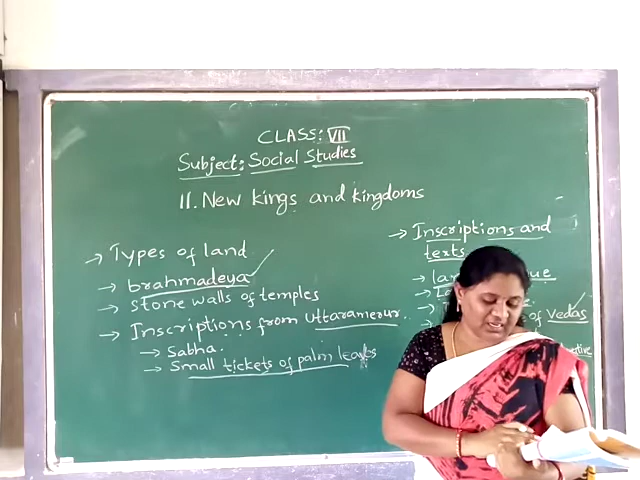 CLASS: VII
Subject: Social Studies
II. New kings and kingdoms
→ Types of land
→ brahmadeya
→ stone walls of temples
→ Inscriptions from Uttaramerur.
→ Sabha.
→ Small tickets of palm leaves
→ Inscriptions and
texts
→
→
of Vedas